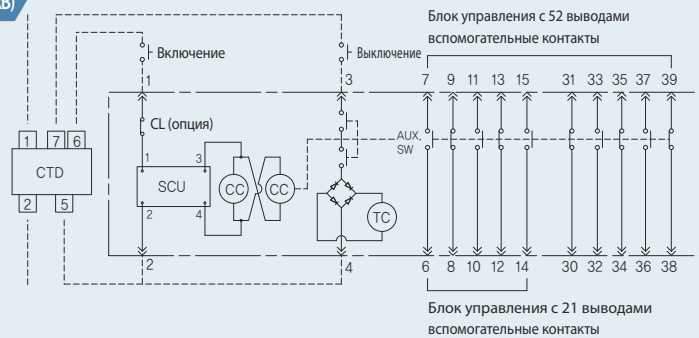 кВ)
Блок управления с 52 выводами
вспомогательные контакты
Включение
Выключение
1
3
7 9 11 13 15 31 33 35 37 39
CL (опция)
AUX.
SW
1 7 6
CTD
2 5
1 3
SCU
2 4
CC CC
TC
2
4
6 8 10 12 14 30 32 34 36 38
Блок управления с 21 выводами
вспомогательные контакты